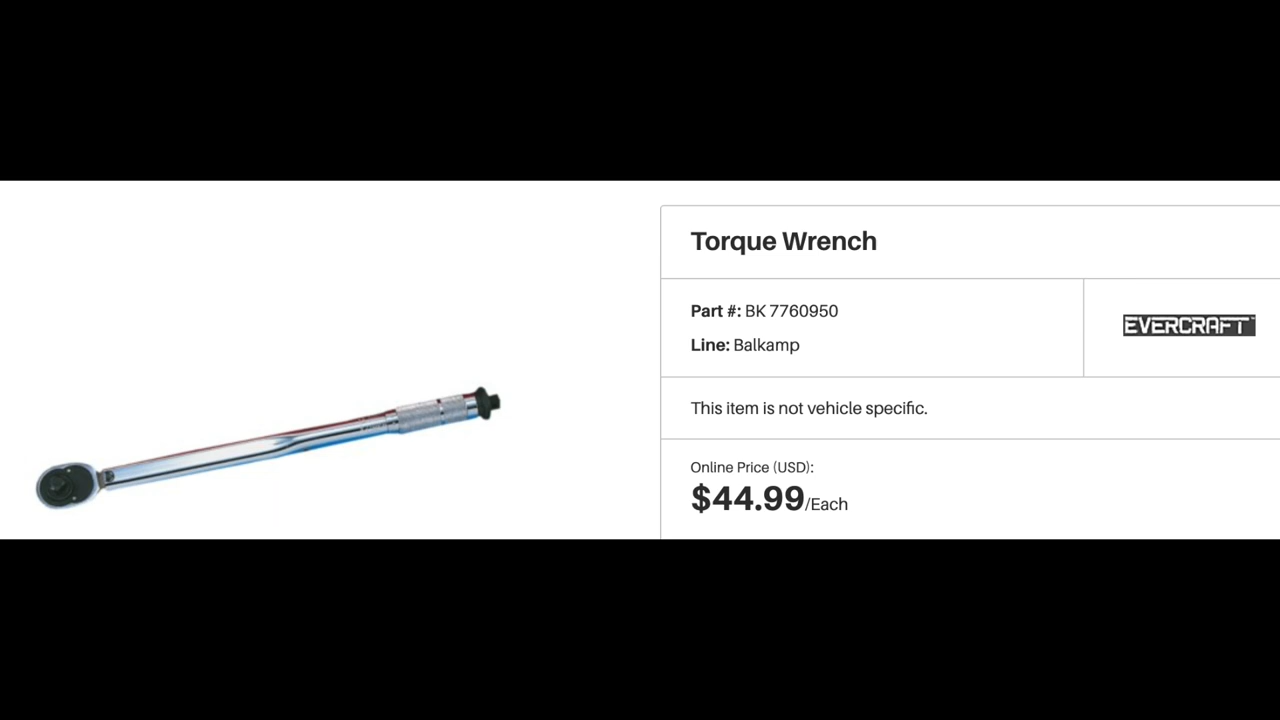 Torque Wrench
Part #: BK 7760950
Line: Balkamp
EVERCRAFT
This item is not vehicle specific.
Online Price (USD):
$44.99/Each